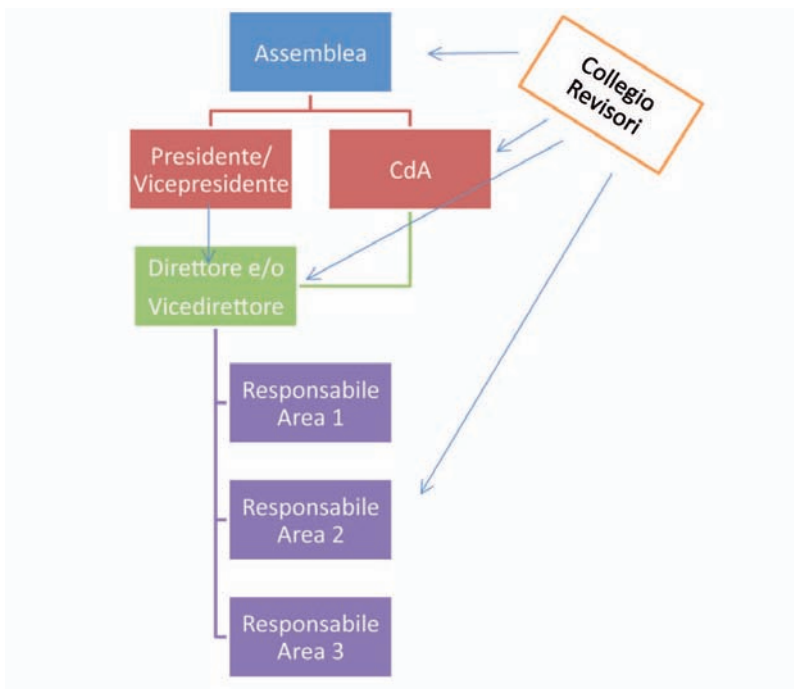 Assemblea
Collegio
Revisori
Presidente/
Vicepresidente
CdA
Direttore e/o
Vicedirettore
Responsabile
Area 1
Responsabile
Area 2
Responsabile
Area 3